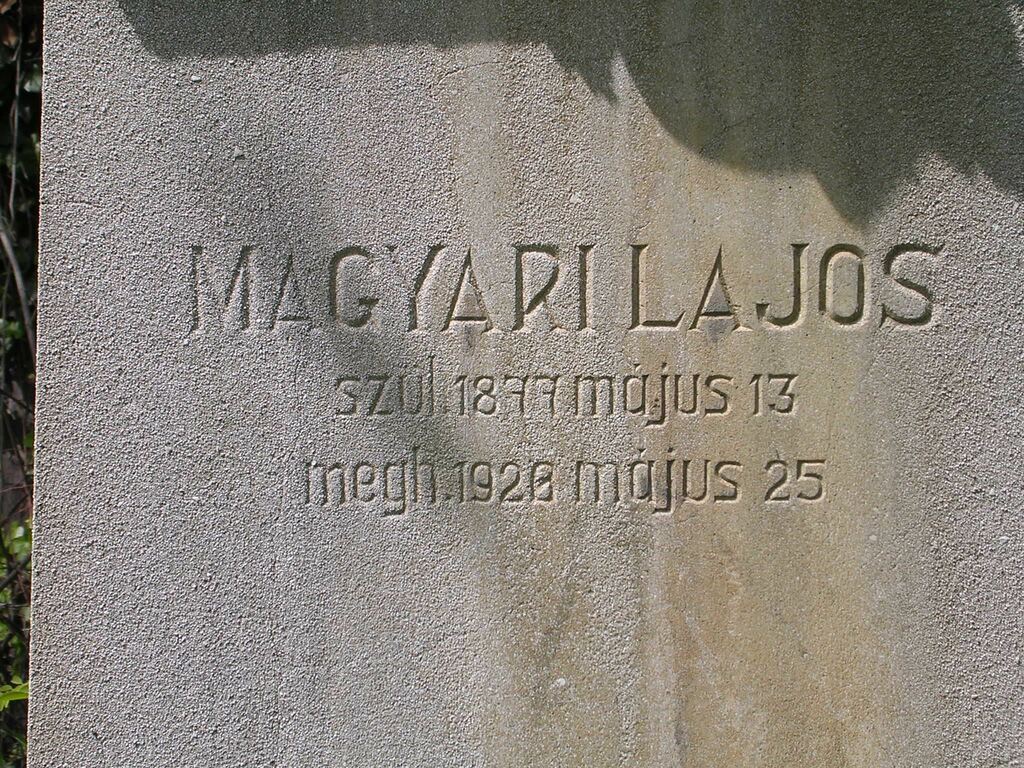 MAGYARI LAJOS
szül. 1877 május 13
megh. 1928 május 25